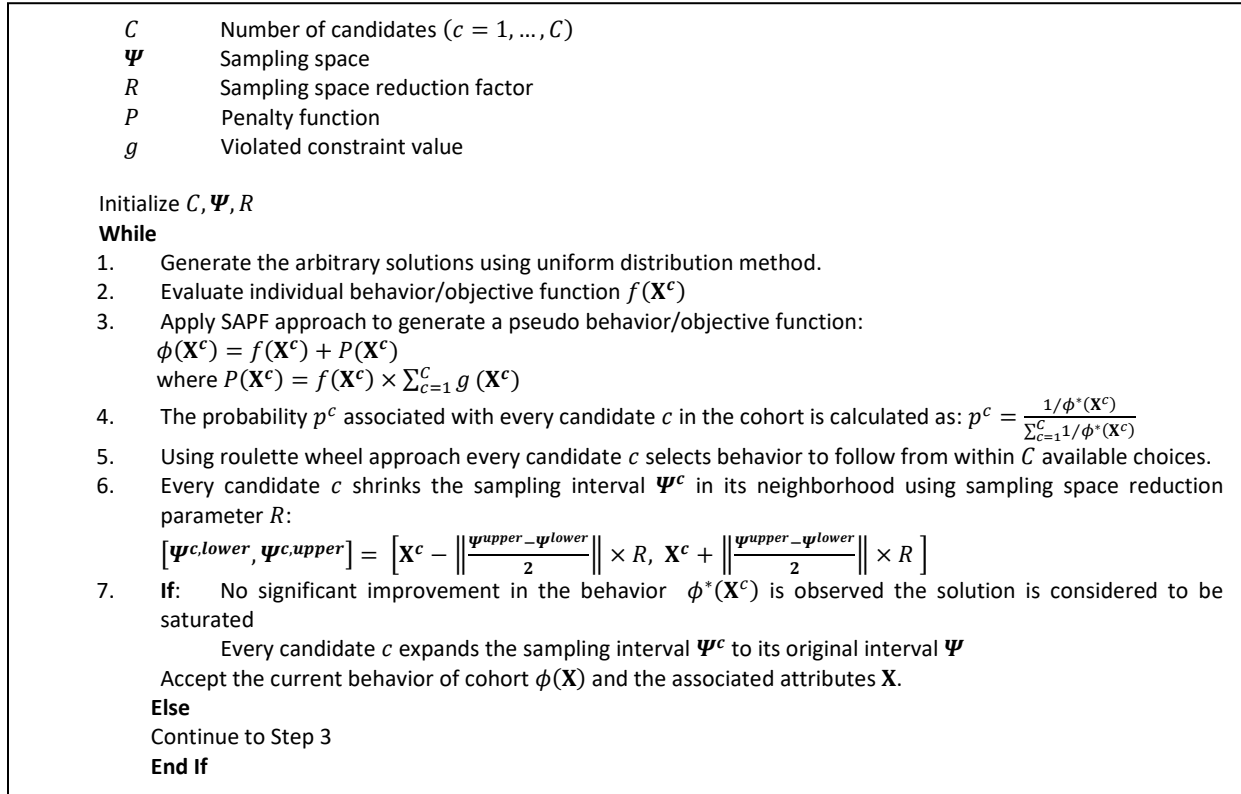 C Number of candidates (c = 1, … , C)
Ψ Sampling space
R Sampling space reduction factor
P Penalty function
g Violated constraint value
Initialize C, Ψ, R
While
1. Generate the arbitrary solutions using uniform distribution method.
2. Evaluate individual behavior/objective function f(X^c)
3. Apply SAPF approach to generate a pseudo behavior/objective function:
ϕ(X^c) = f(X^c) + P(X^c)
where P(X^c) = f(X^c) × ∑_{c=1}^{C} g (X^c)
4. The probability p^c associated with every candidate c in the cohort is calculated as: p^c = \frac{1/ϕ^*(X^c)}{∑_{c=1}^{C} 1/ϕ^*(X^c)}
5. Using roulette wheel approach every candidate c selects behavior to follow from within C available choices.
6. Every candidate c shrinks the sampling interval Ψ^c in its neighborhood using sampling space reduction
parameter R:
[Ψ^{c,lower}, Ψ^{c,upper}] = [X^c − ‖\frac{Ψ^{upper}−Ψ^{lower}}{2}‖ × R, X^c + ‖\frac{Ψ^{upper}−Ψ^{lower}}{2}‖ × R ]
7. If: No significant improvement in the behavior ϕ^*(X^c) is observed the solution is considered to be
saturated
Every candidate c expands the sampling interval Ψ^c to its original interval Ψ
Accept the current behavior of cohort ϕ(X) and the associated attributes X.
Else
Continue to Step 3
End If